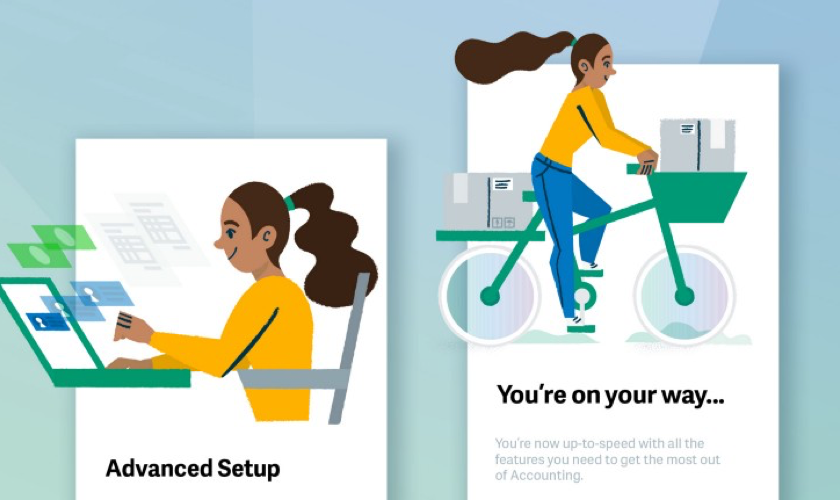 Advanced Setup
You're on your way...
You're now up-to-speed with all the
features you need to get the most out
of Accounting.